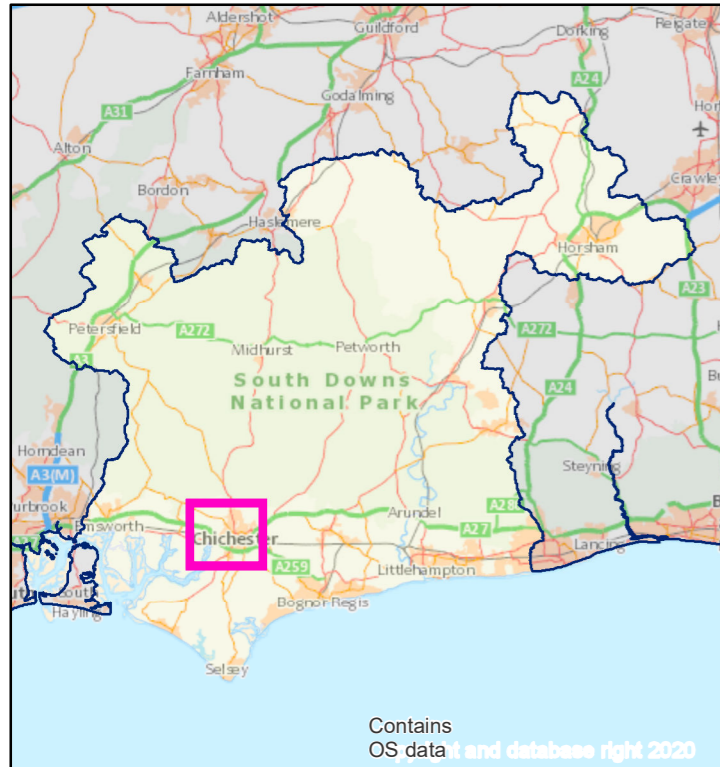 Aldershot
Guildford
Dorking
Reigate
A24
Farnham
Godalming
A31
Alton
Bordon
Crawley
Haslemere
Horsham
A23
Petersfield
A272
A272
Midhurst
Petworth
A3
South Downs
National Park
A24
Horndean
Steyning
A3(M)
Emsworth
Arundel
A27
Chichester
Lancing
A259
Littlehampton
Bognor Regis
Hayling
Selsey
Contains
OS data
and database right 2020